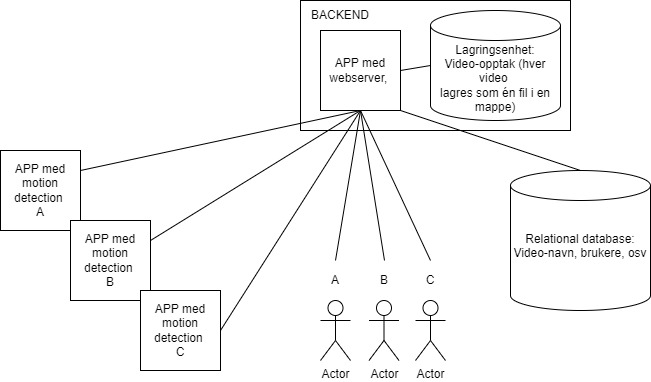 BACKEND
APP med
webserver,
Lagringsenhet:
Video-opptak (hver
video
lagres som én fil i en
mappe)
APP med
motion
detection
A
APP med
motion
detection
B
APP med
motion
detection
C
Relational database:
Video-navn, brukere, osv
A
B
C
Actor
Actor
Actor